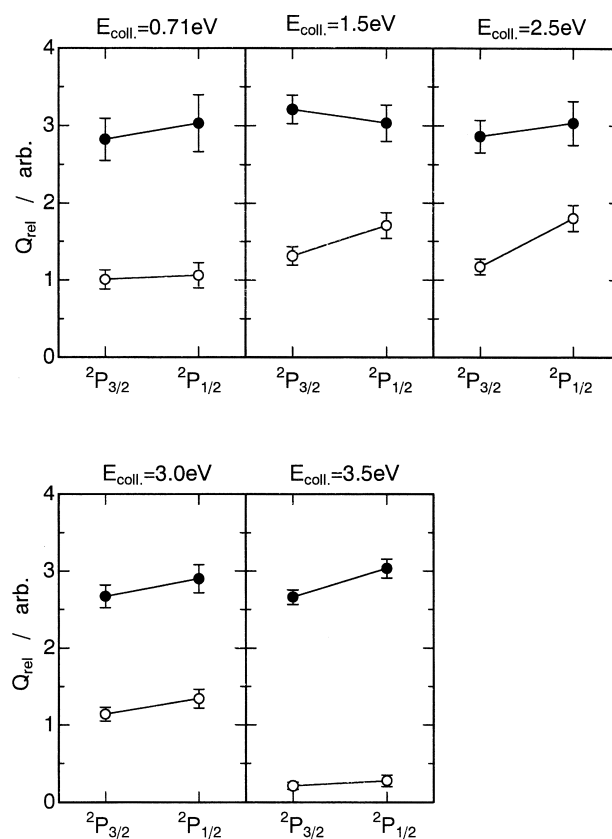 E_coll.=0.71eV E_coll.=1.5eV E_coll.=2.5eV
4
3
2
1
0
Q_rel / arb.
²P_3/2 ²P_1/2 ²P_3/2 ²P_1/2 ²P_3/2 ²P_1/2
E_coll.=3.0eV E_coll.=3.5eV
4
3
2
1
0
Q_rel / arb.
²P_3/2 ²P_1/2 ²P_3/2 ²P_1/2